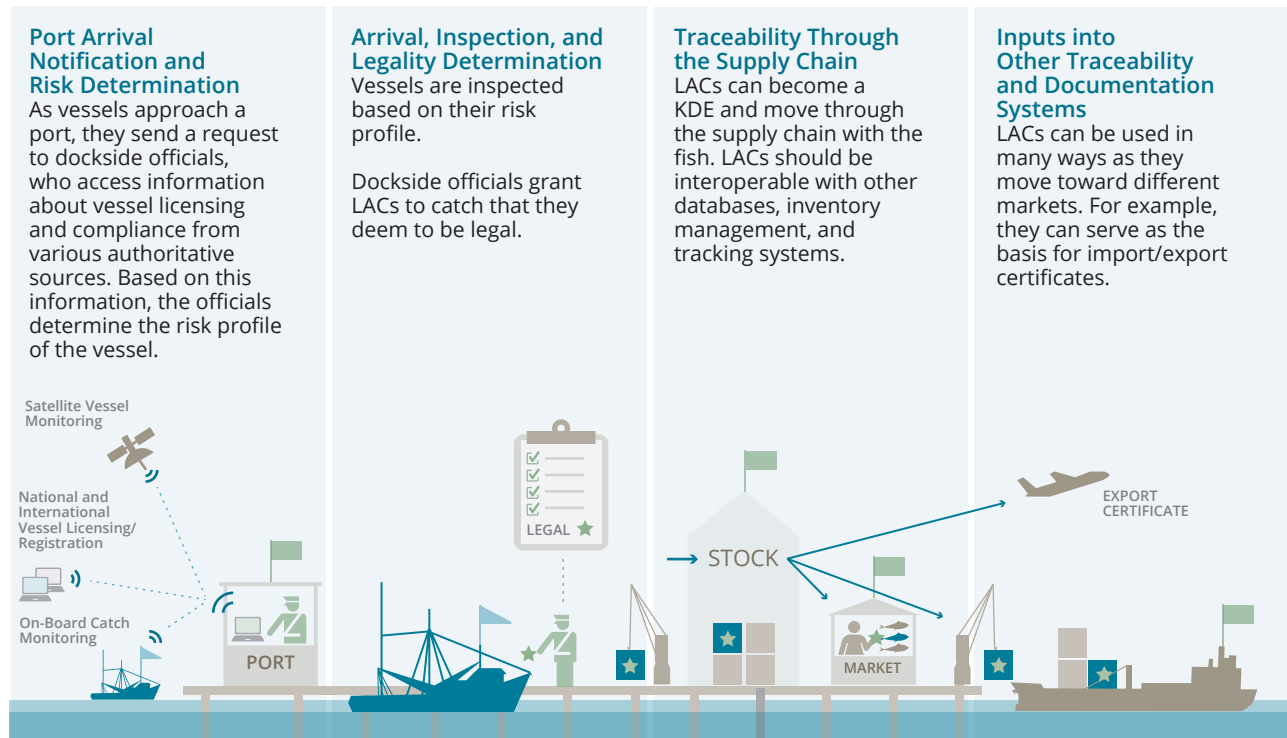 Port Arrival
Notification and
Risk Determination
As vessels approach a
port, they send a request
to dockside officials,
who access information
about vessel licensing
and compliance from
various authoritative
sources. Based on this
information, the officials
determine the risk profile
of the vessel.
Arrival, Inspection, and
Legality Determination
Vessels are inspected
based on their risk
profile.
Dockside officials grant
LACs to catch that they
deem to be legal.
Traceability Through
the Supply Chain
LACs can become a
KDE and move through
the supply chain with the
fish. LACs should be
interoperable with other
databases, inventory
management, and
tracking systems.
Inputs into
Other Traceability
and Documentation
Systems
LACs can be used in
many ways as they
move toward different
markets. For example,
they can serve as the
basis for import/export
certificates.
Satellite Vessel
Monitoring
National and
International
Vessel Licensing/
Registration
On-Board Catch
Monitoring
PORT
LEGAL
STOCK
MARKET
EXPORT
CERTIFICATE